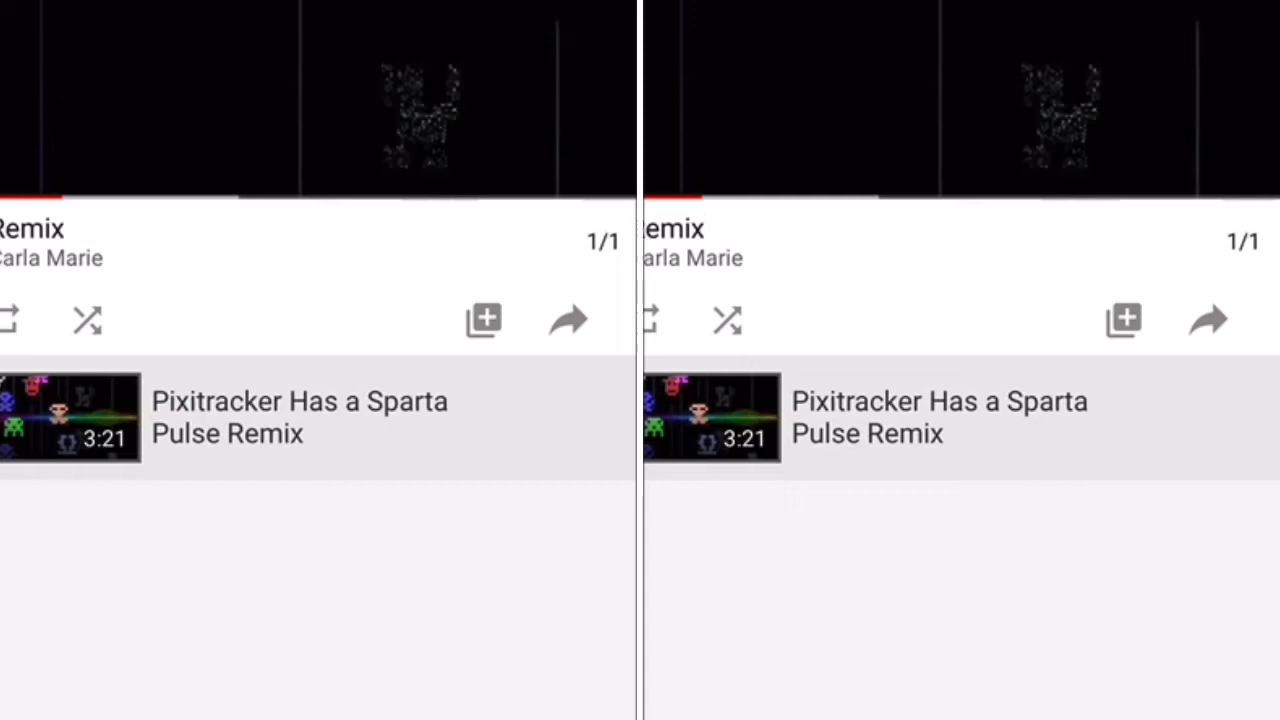 Remix
Carla Marie
1/1
3:21
Pixitracker Has a Sparta
Pulse Remix
emix
arla Marie
1/1
3:21
Pixitracker Has a Sparta
Pulse Remix